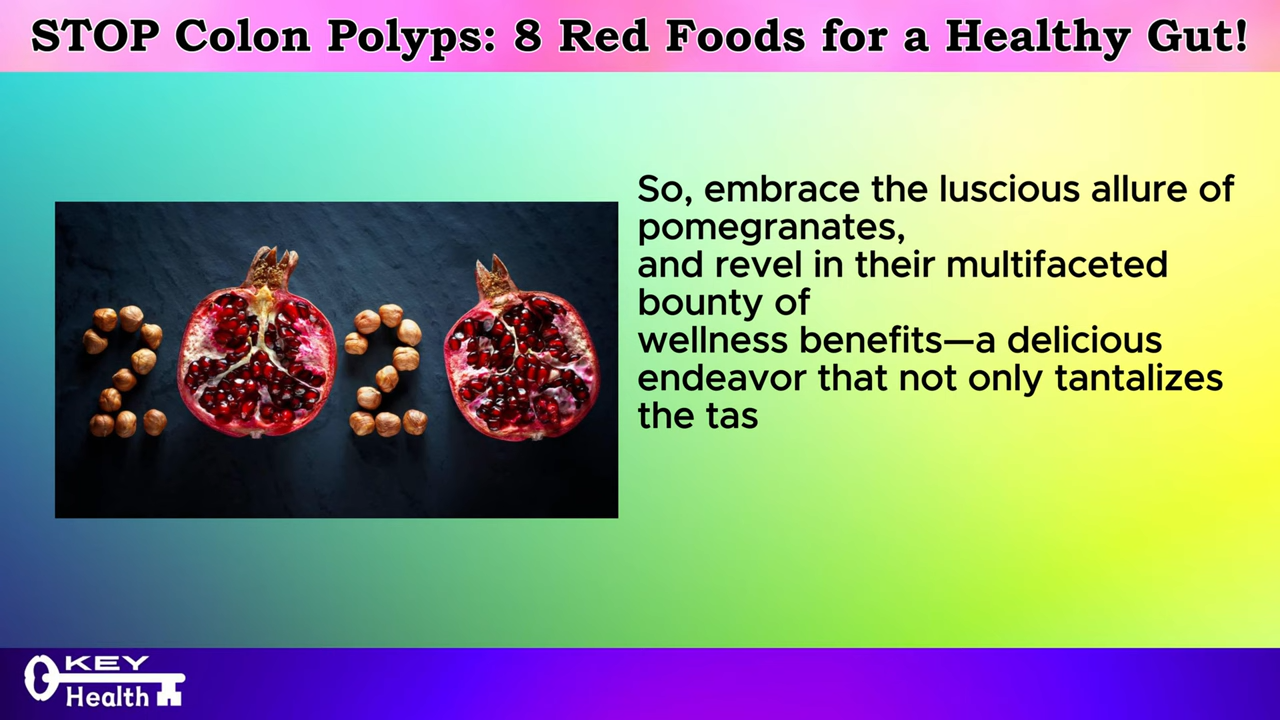 STOP Colon Polyps: 8 Red Foods for a Healthy Gut!
So, embrace the luscious allure of
pomegranates,
and revel in their multifaceted
bounty of
wellness benefits—a delicious
endeavor that not only tantalizes
the tas
2020
KEY
Health